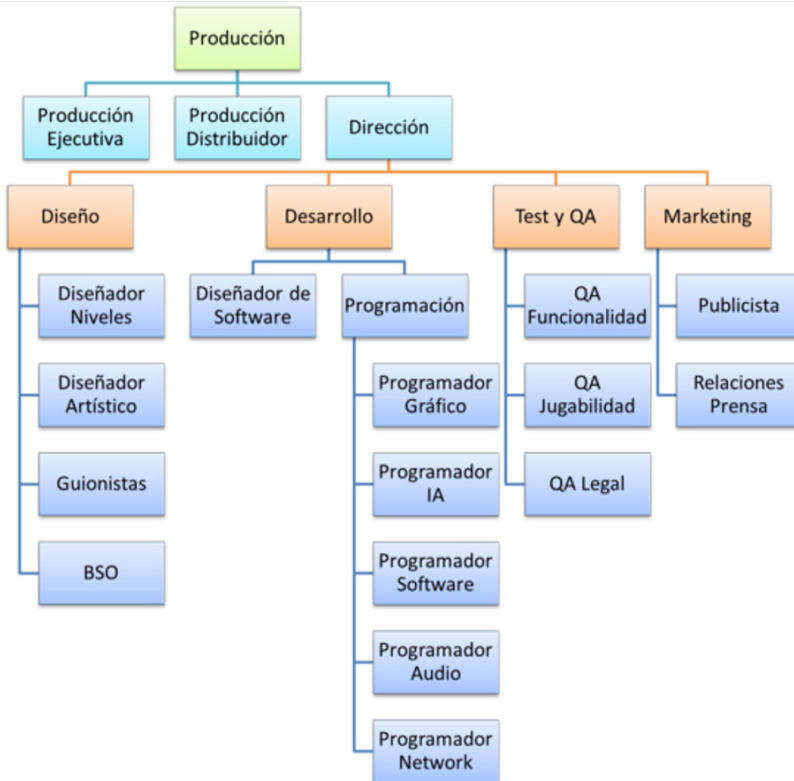 Producción
Producción
Ejecutiva
Producción
Distribuidor
Dirección
Diseño
Desarrollo
Test y QA
Marketing
Diseñador
Niveles
Diseñador
Artístico
Guionistas
BSO
Diseñador de
Software
Programación
Programador
Gráfico
Programador
IA
Programador
Software
Programador
Audio
Programador
Network
QA
Funcionalidad
QA
Jugabilidad
QA Legal
Publicista
Relaciones
Prensa